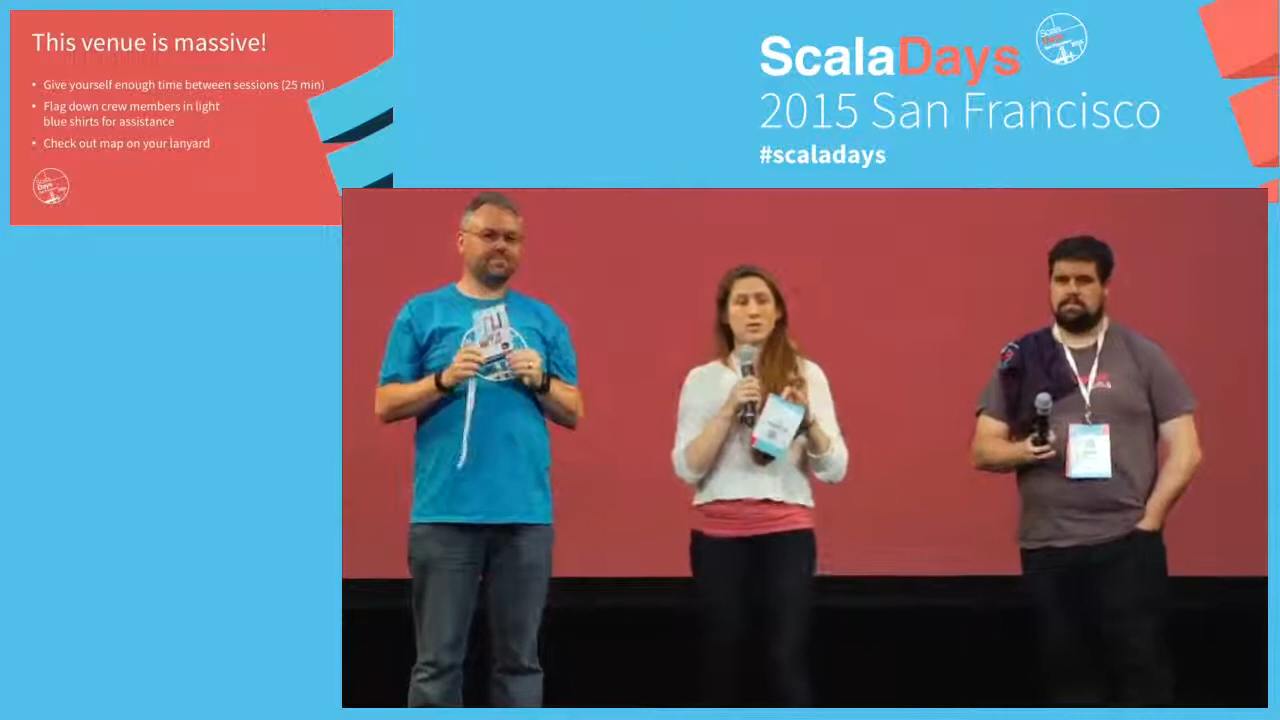 This venue is massive!
• Give yourself enough time between sessions (25 min)
• Flag down crew members in light
blue shirts for assistance
• Check out map on your lanyard
ScalaDays
2015 San Francisco
#scaladays